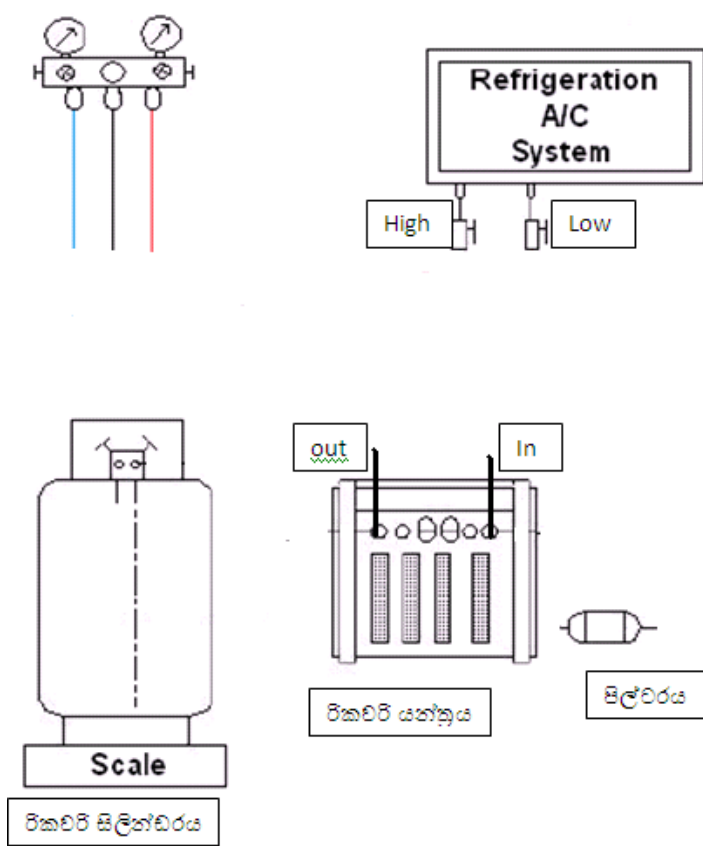 Refrigeration
A/C
System
High
Low
out
In
රිකවරි යන්ත්‍රය
පිල්ටරය
Scale
රිකවරි සිලින්ඩරය